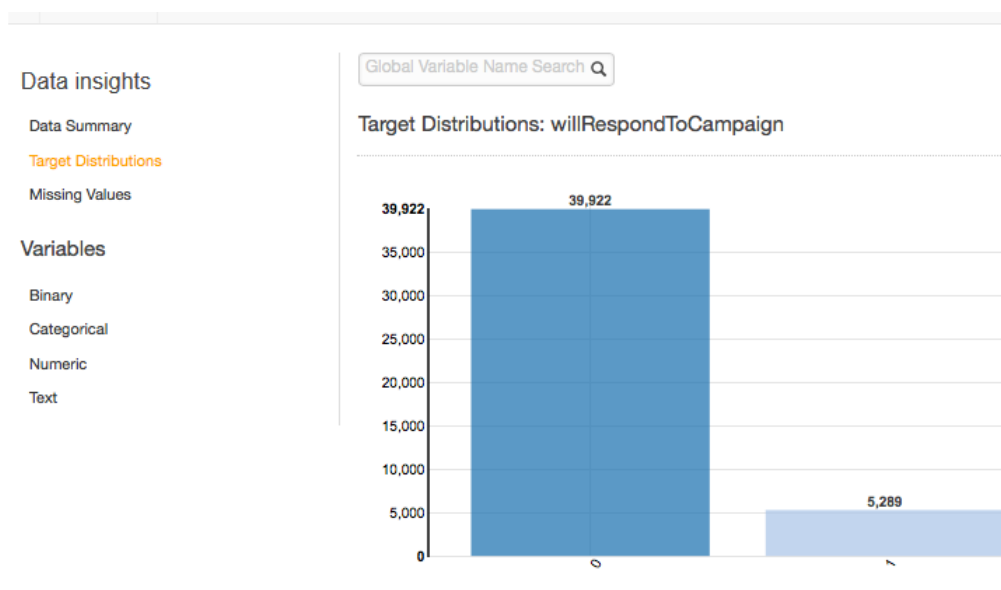 Data insights
Data Summary
Target Distributions
Missing Values
Variables
Binary
Categorical
Numeric
Text
Global Variable Name Search
Target Distributions: willRespondToCampaign
39,922
35,000
30,000
25,000
20,000
15,000
10,000
5,000
0
39,922
5,289
0
1